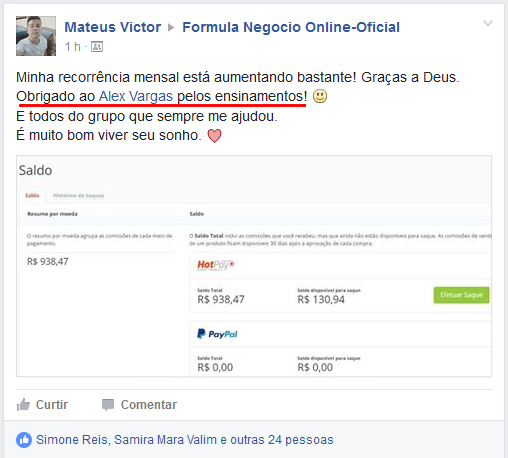 Mateus Victor ▸ Formula Negocio Online-Oficial
1 h ·
Minha recorrência mensal está aumentando bastante! Graças a Deus.
Obrigado ao Alex Vargas pelos ensinamentos!
E todos do grupo que sempre me ajudou.
É muito bom viver seu sonho.
Saldo
Saldo Histórico de Saques
Resumo por moeda
O resumo por moeda agrupa as comissões de cada meio de
pagamento.
R$ 938,47
Saldo
O Saldo Total inclui as comissões que você recebeu, mas que ainda não estão disponíveis para saque. As comissões de vend
de um produto ficam disponíveis 30 dias após a aprovação de cada compra.
HotPay
Saldo Total Saldo disponível para saque
R$ 938,47 R$ 130,94 Efetuar Saque
PayPal
Saldo Total Saldo disponível para saque
R$ 0,00 R$ 0,00
Curtir Comentar
Simone Reis, Samira Mara Valim e outras 24 pessoas